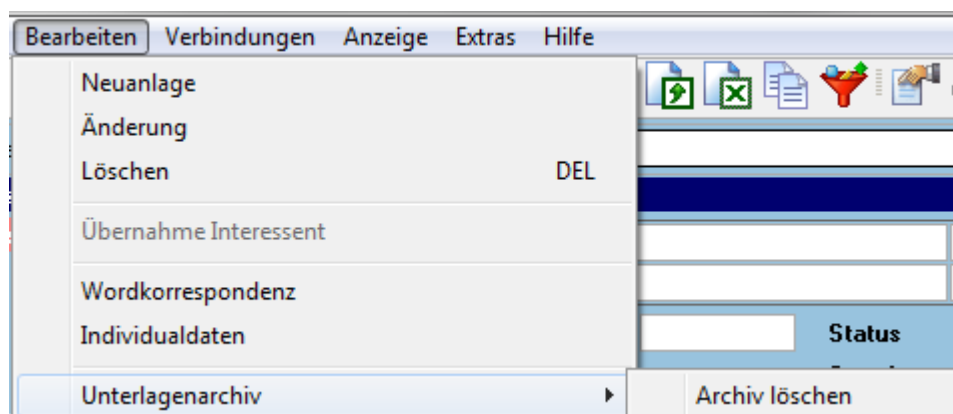 Bearbeiten Verbindungen Anzeige Extras Hilfe
Neuanlage
Änderung
Löschen DEL
Übernahme Interessent
Wordkorrespondenz
Individualdaten
Status
Unterlagenarchiv
Archiv löschen